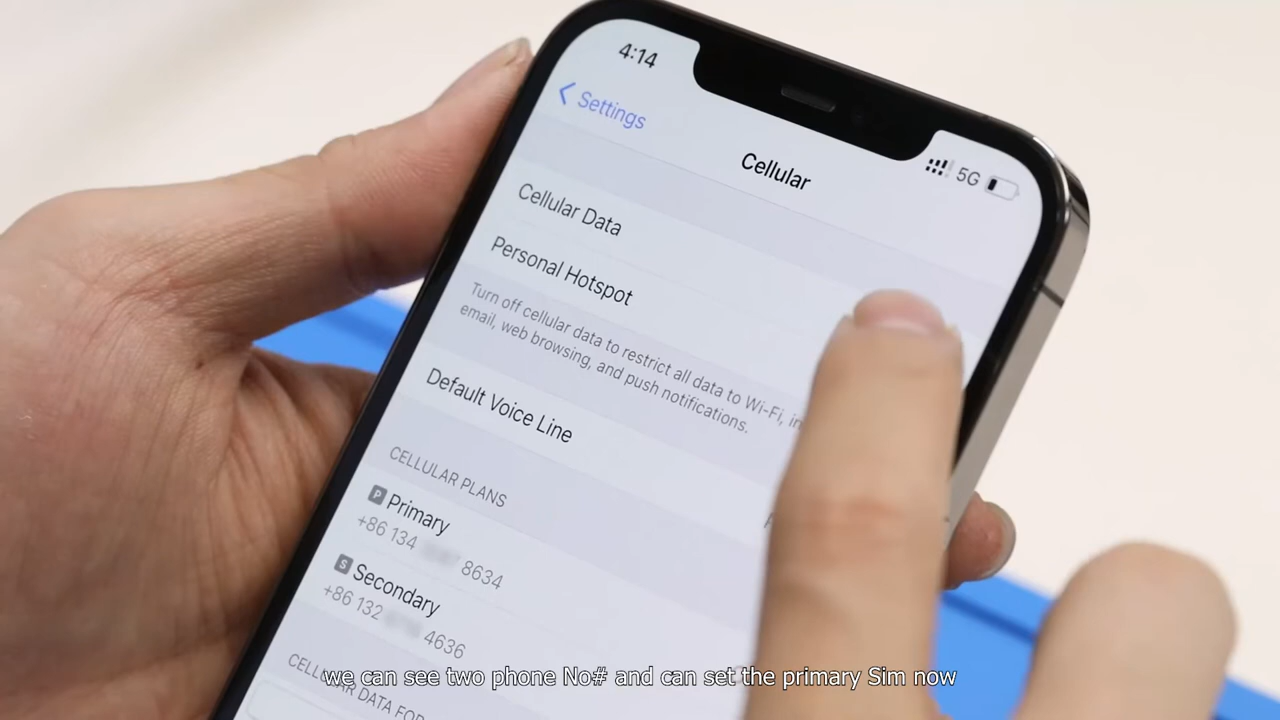 4:14
5G
Settings
Cellular
Cellular Data
Personal Hotspot
Turn off cellular data to restrict all data to Wi-Fi,
email, web browsing, and push notifications.
Default Voice Line
CELLULAR PLANS
P Primary
+86 134 8634
S Secondary
+86 132 4636
CELLULAR DATA FOR
we can see two phone No# and can set the primary Sim now